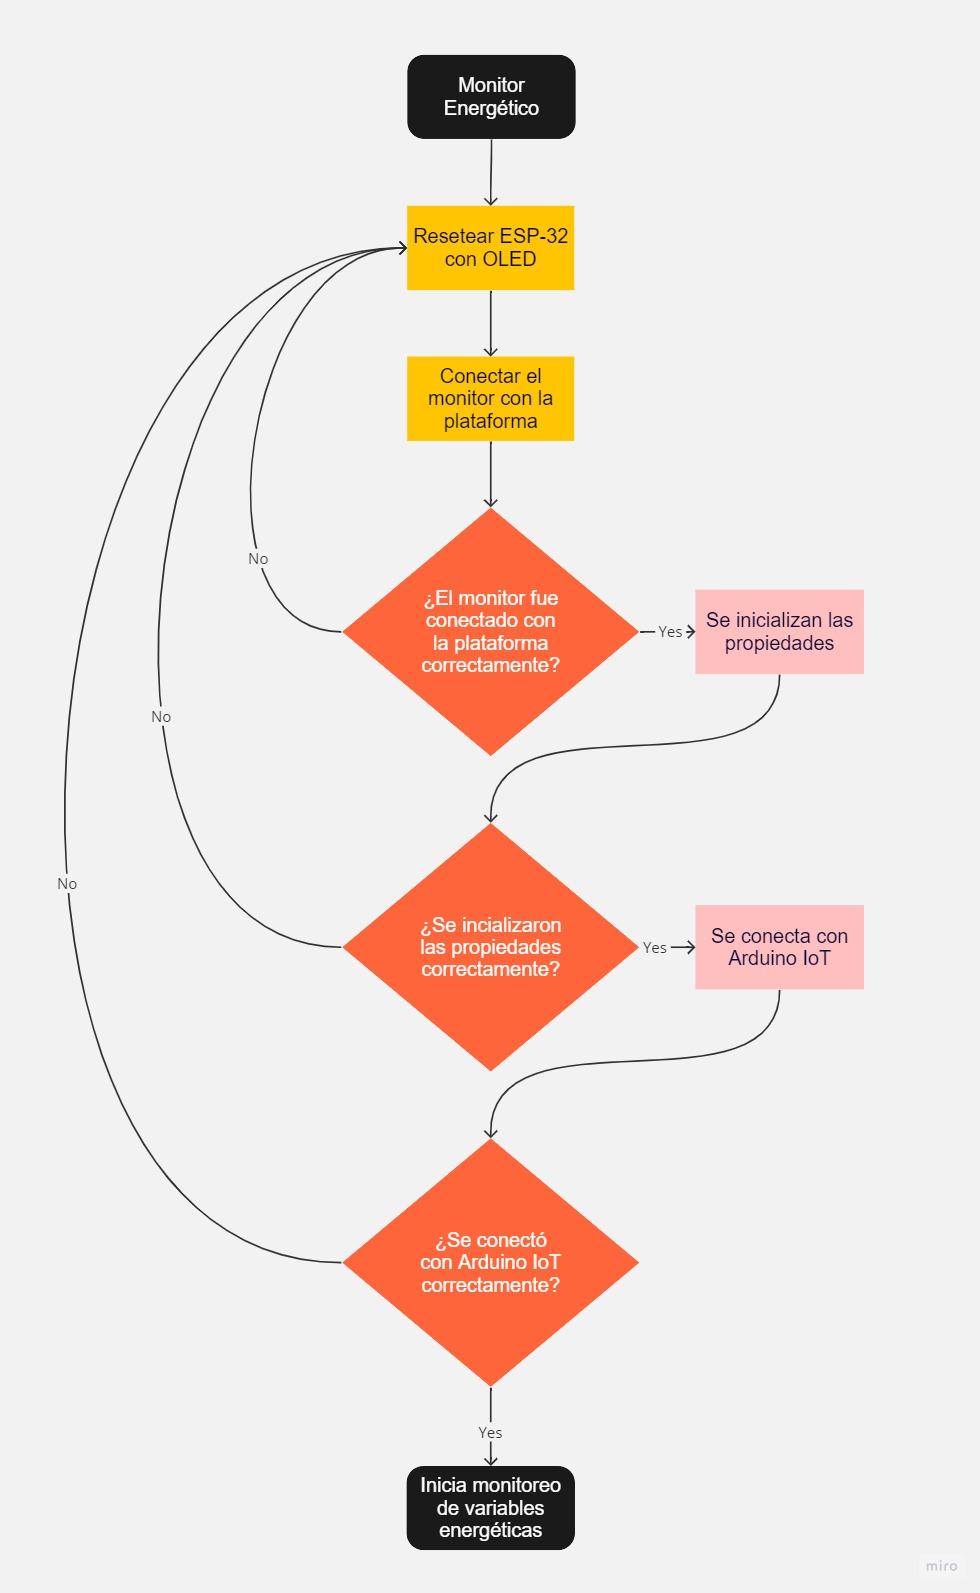 Monitor
Energético
Resetear ESP-32
con OLED
Conectar el
monitor con la
plataforma
No
¿El monitor fue
conectado con
la plataforma
correctamente?
Yes
Se inicializan las
propiedades
No
¿Se incializaron
las propiedades
correctamente?
Yes
Se conecta con
Arduino IoT
No
¿Se conectó
con Arduino IoT
correctamente?
Yes
Inicia monitoreo
de variables
energéticas
miro